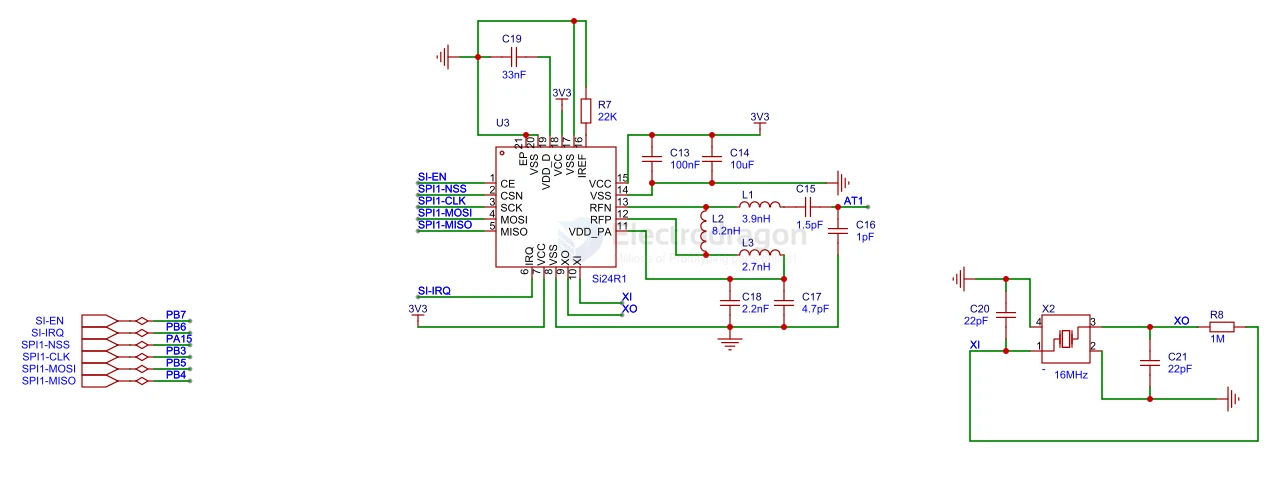 C19
33nF
3V3
R7
22K
U3
3V3
21 20 19 18 17 16
EP VSS VDD_D VCC VSS IREF
C13
100nF
C14
10uF
SI-EN 1 CE
SPI1-NSS 2 CSN
SPI1-CLK 3 SCK
SPI1-MOSI 4 MOSI
SPI1-MISO 5 MISO
VCC 15
VSS 14
RFN 13
RFP 12
VDD_PA 11
IRQ VCC VSS XO XI
6 7 8 9 10
Si24R1
L1
3.9nH
C15
1.5pF
AT1
L2
8.2nH
C16
1pF
L3
2.7nH
Electrodragon
C18
2.2nF
C17
4.7pF
SI-IRQ
3V3
XI
XO
SI-EN PB7
SI-IRQ PB6
SPI1-NSS PA15
SPI1-CLK PB3
SPI1-MOSI PB5
SPI1-MISO PB4
C20
22pF
X2
4 3
1 2
-
16MHz
XI
XO
R8
1M
C21
22pF